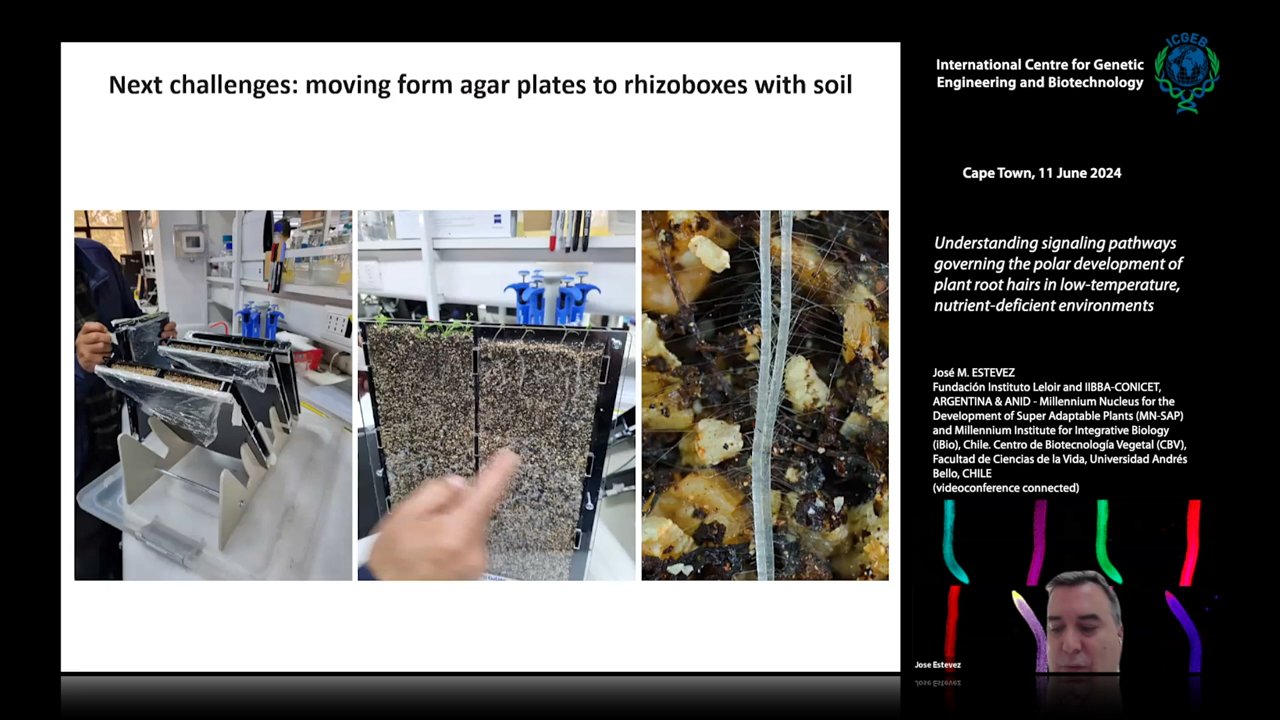 Next challenges: moving form agar plates to rhizoboxes with soil
International Centre for Genetic
Engineering and Biotechnology
ICGEB
Cape Town, 11 June 2024
Understanding signaling pathways
governing the polar development of
plant root hairs in low-temperature,
nutrient-deficient environments
José M. ESTEVEZ
Fundación Instituto Leloir and IIBBA-CONICET,
ARGENTINA & ANID - Millennium Nucleus for the
Development of Super Adaptable Plants (MN-SAP)
and Millennium Institute for Integrative Biology
(iBio), Chile. Centro de Biotecnología Vegetal (CBV),
Facultad de Ciencias de la Vida, Universidad Andrés
Bello, CHILE
(videoconference connected)
Jose Estevez